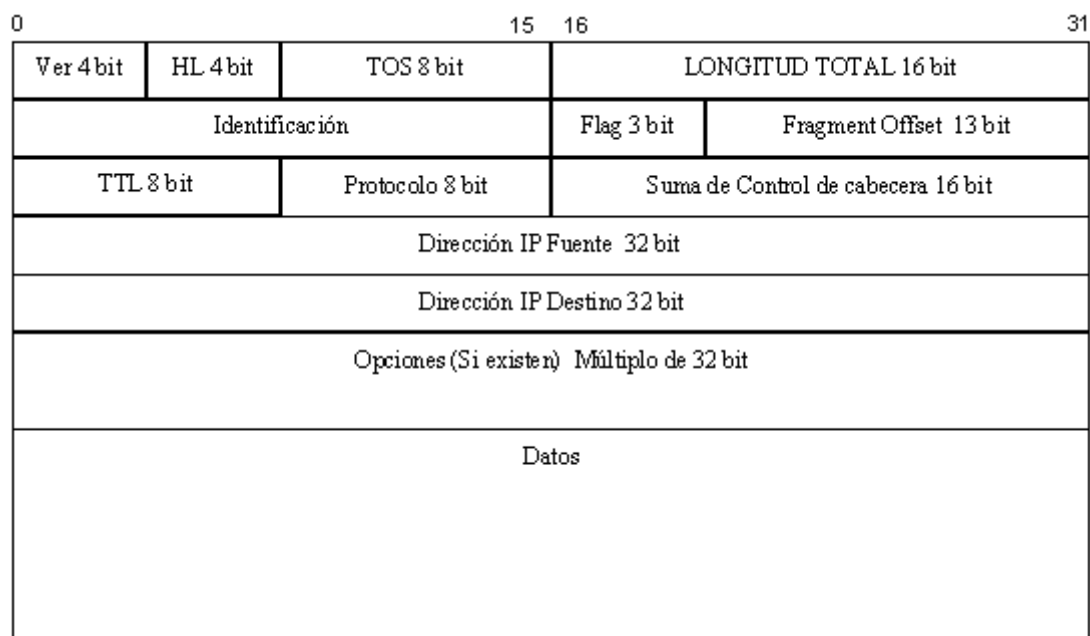 0 15 16 31
Ver 4 bit HL 4 bit TOS 8 bit LONGITUD TOTAL 16 bit
Identificación Flag 3 bit Fragment Offset 13 bit
TTL 8 bit Protocolo 8 bit Suma de Control de cabecera 16 bit
Dirección IP Fuente 32 bit
Dirección IP Destino 32 bit
Opciones (Si existen) Múltiplo de 32 bit
Datos